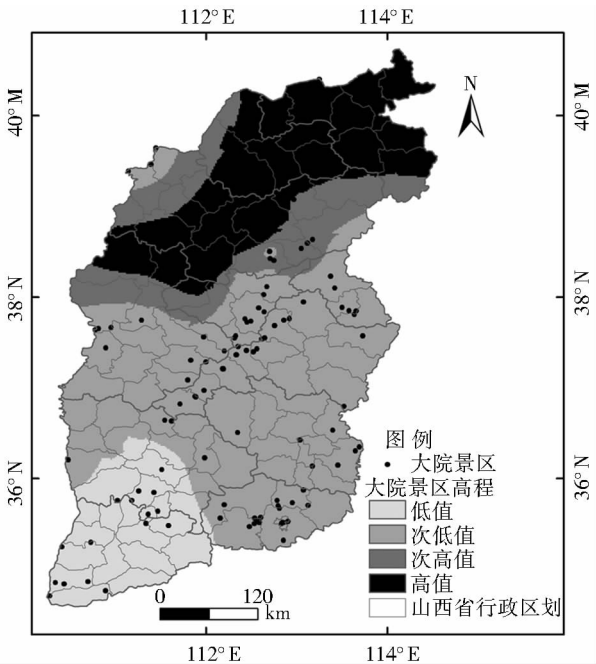 112°E 114°E
N
40°M 40°M
38°N 38°N
36°N 36°N
图 例
大院景区
大院景区高程
低值
次低值
次高值
高值
山西省行政区划
0 120
km
112°E 114°E